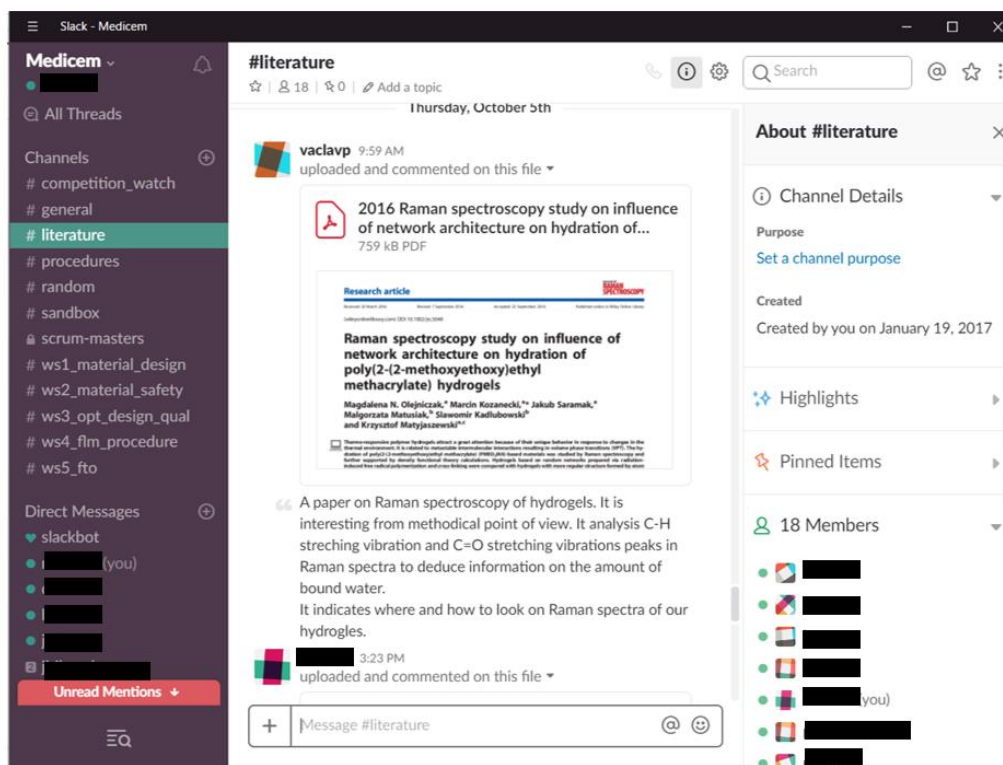 Slack - Medicem
Medicem
All Threads
Channels
# competition_watch
# general
# literature
# procedures
# random
# sandbox
scrum-masters
# ws1_material_design
# ws2_material_safety
# ws3_opt_design_qual
# ws4_flm_procedure
# ws5_fto
Direct Messages
slackbot
(you)
Unread Mentions
#literature
18 | 0 | Add a topic
Search
Thursday, October 5th
vaclavp 9:59 AM
uploaded and commented on this file
2016 Raman spectroscopy study on influence
of network architecture on hydration of...
759 kB PDF
Research article
RAMAN
SPECTROSCOPY
Raman spectroscopy study on influence of
network architecture on hydration of
poly(2-(2-methoxyethoxy)ethyl
methacrylate) hydrogels
Magdalena N. Olejniczak,a Marcin Kozanecki,a* Jakub Saramak,a
Malgorzata Matusiak,b Slawomir Kadlubowskib
and Krzysztof Matyjaszewskia,c
A paper on Raman spectroscopy of hydrogels. It is
interesting from methodical point of view. It analysis C-H
streching vibration and C=O stretching vibrations peaks in
Raman spectra to deduce information on the amount of
bound water.
It indicates where and how to look on Raman spectra of our
hydrogles.
3:23 PM
uploaded and commented on this file
Message #literature
About #literature
Channel Details
Purpose
Set a channel purpose
Created
Created by you on January 19, 2017
Highlights
Pinned Items
18 Members
(you)